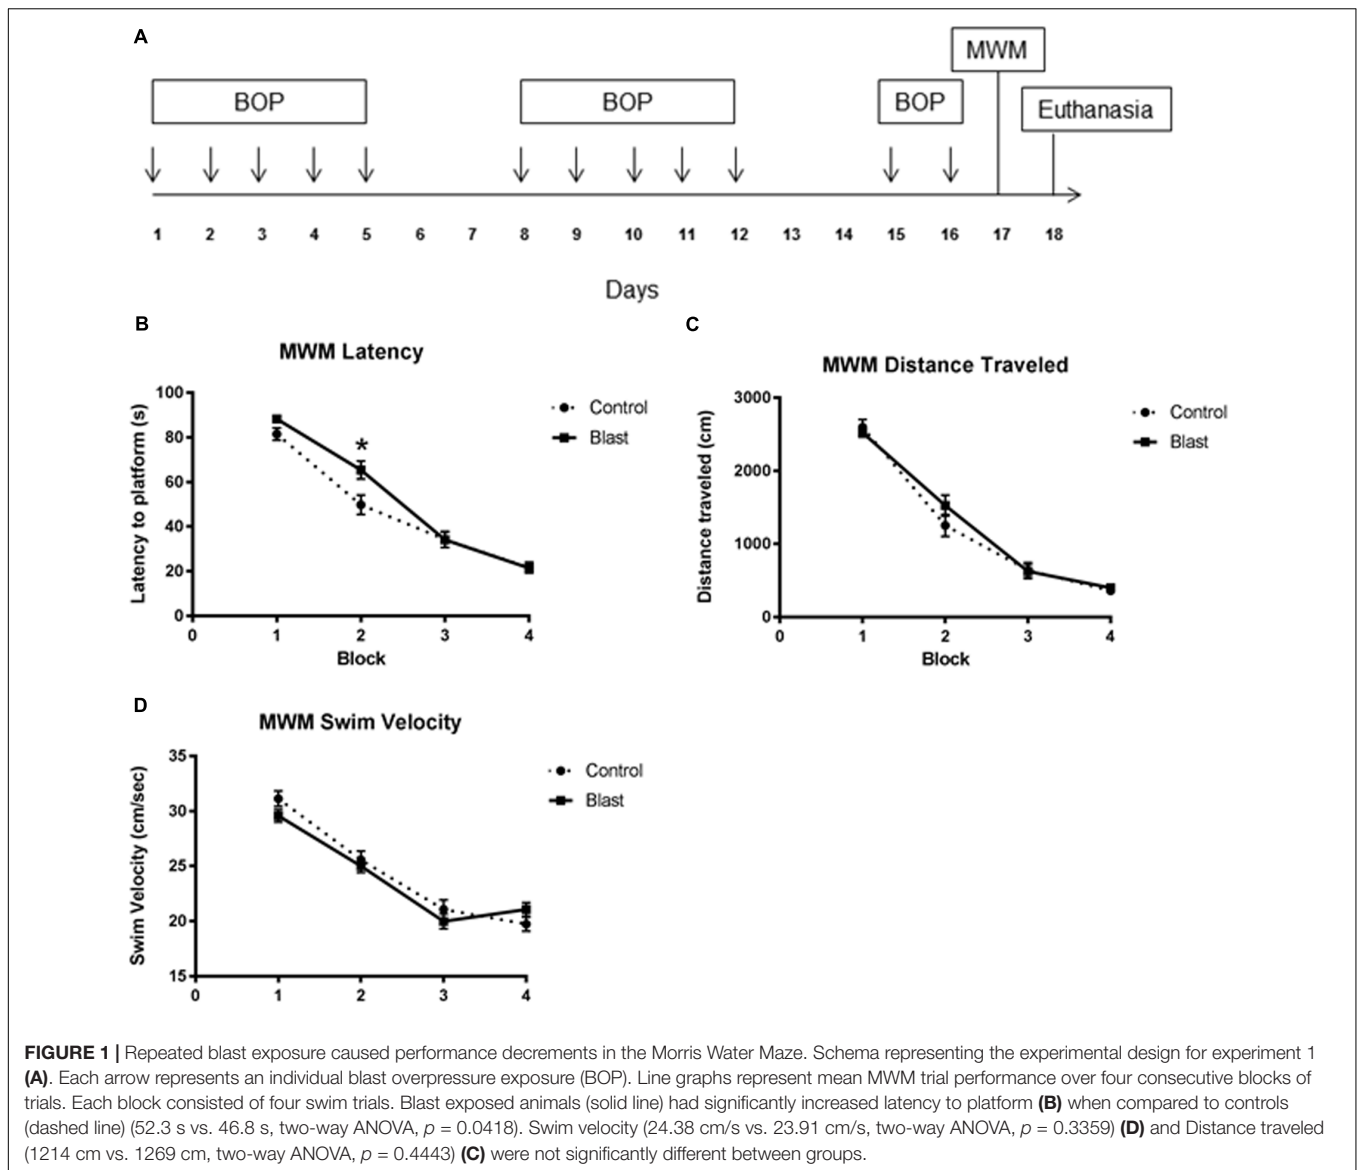 A
MWM
BOP
BOP
BOP
Euthanasia
1 2 3 4 5 6 7 8 9 10 11 12 13 14 15 16 17 18
Days
B
MWM Latency
Latency to platform (s)
100
80
60
40
20
0
*
Control
Blast
0 1 2 3 4
Block
C
MWM Distance Traveled
Distance traveled (cm)
3000
2000
1000
0
Control
Blast
0 1 2 3 4
Block
D
MWM Swim Velocity
Swim Velocity (cm/sec)
35
30
25
20
15
Control
Blast
0 1 2 3 4
FIGURE 1 | Repeated blast exposure caused performance decrements in the Morris Water Maze. Schema representing the experimental design for experiment 1
(A). Each arrow represents an individual blast overpressure exposure (BOP). Line graphs represent mean MWM trial performance over four consecutive blocks of
trials. Each block consisted of four swim trials. Blast exposed animals (solid line) had significantly increased latency to platform (B) when compared to controls
(dashed line) (52.3 s vs. 46.8 s, two-way ANOVA, p = 0.0418). Swim velocity (24.38 cm/s vs. 23.91 cm/s, two-way ANOVA, p = 0.3359) (D) and Distance traveled
(1214 cm vs. 1269 cm, two-way ANOVA, p = 0.4443) (C) were not significantly different between groups.